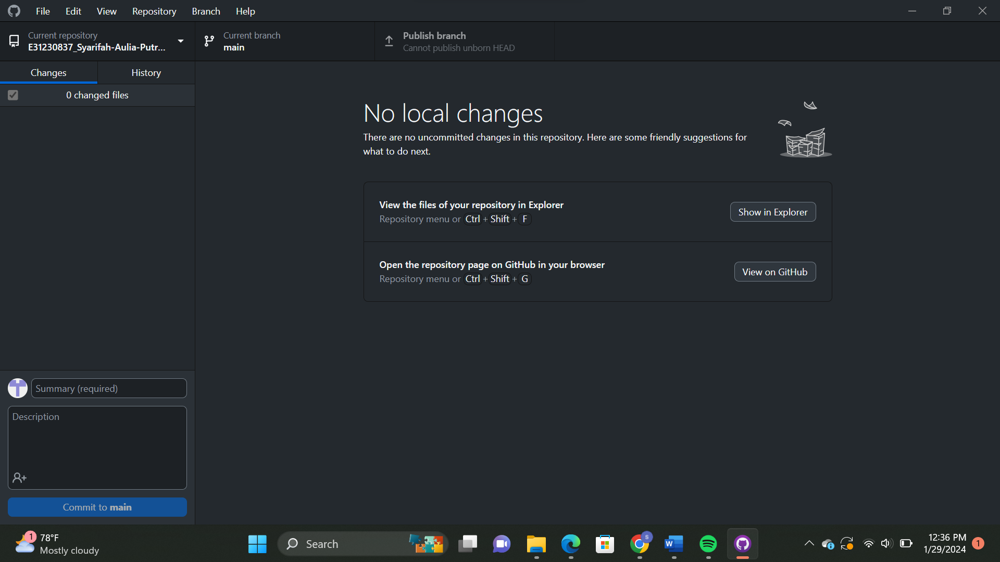 File Edit View Repository Branch Help
Current repository
E31230837_Syarifah-Aulia-Putr...
Current branch
main
Publish branch
Cannot publish unborn HEAD
Changes History
0 changed files
No local changes
There are no uncommitted changes in this repository. Here are some friendly suggestions for
what to do next.
View the files of your repository in Explorer
Repository menu or Ctrl + Shift + F
Show in Explorer
Open the repository page on GitHub in your browser
Repository menu or Ctrl + Shift + G
View on GitHub
Summary (required)
Description
Commit to main
1
78°F
Mostly cloudy
Search
S
W
12:36 PM
1/29/2024
1